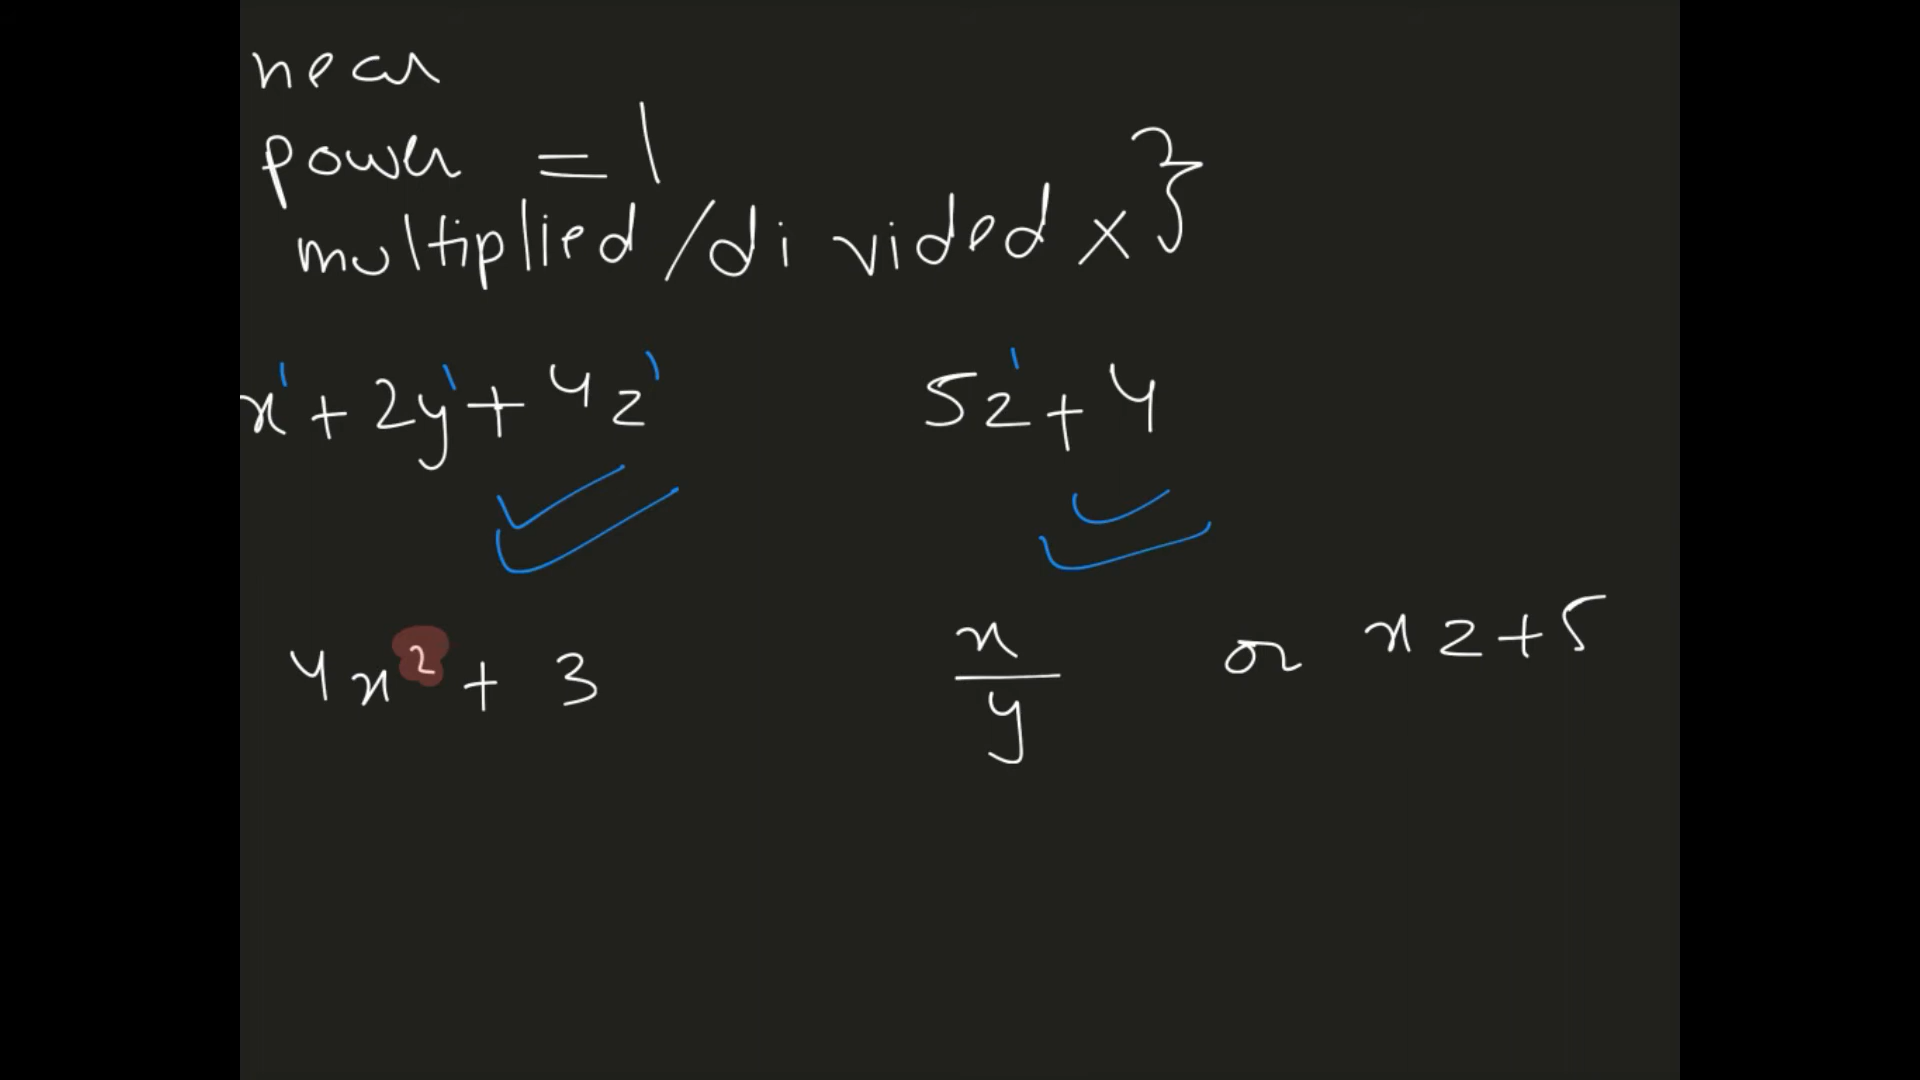 near
power = 1
multiplied/divided x}
x¹ + 2y¹ + 4z¹ 5z¹ + 4
4x² + 3 x/y or xz + 5